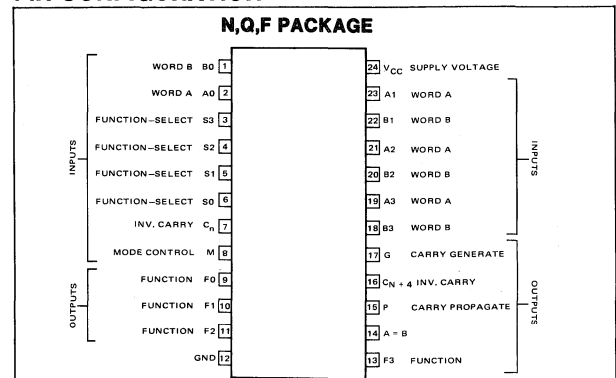 N,Q,F PACKAGE
WORD B B0 1
WORD A A0 2
FUNCTION-SELECT S3 3
FUNCTION-SELECT S2 4
FUNCTION-SELECT S1 5
FUNCTION-SELECT S0 6
INV. CARRY Cn 7
MODE CONTROL M 8
FUNCTION F0 9
FUNCTION F1 10
FUNCTION F2 11
GND 12
INPUTS
OUTPUTS
24 VCC SUPPLY VOLTAGE
23 A1 WORD A
22 B1 WORD B
21 A2 WORD A
20 B2 WORD B
19 A3 WORD A
18 B3 WORD B
17 G CARRY GENERATE
16 CN + 4 INV. CARRY
15 P CARRY PROPAGATE
14 A = B
13 F3 FUNCTION
INPUTS
OUTPUTS